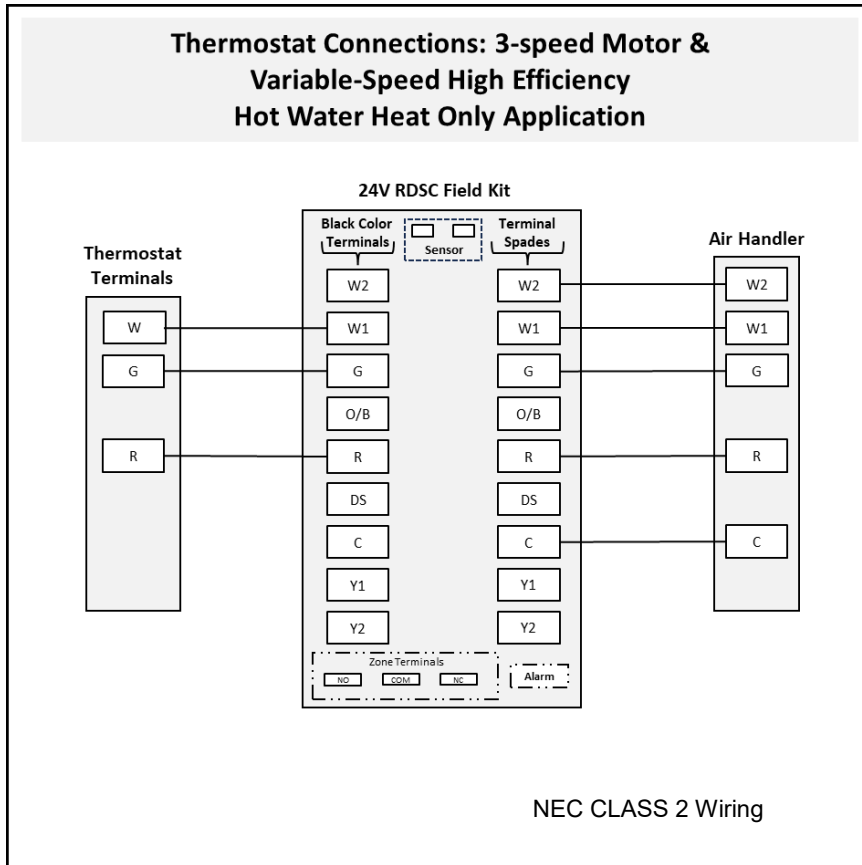 Thermostat Connections: 3-speed Motor &
Variable-Speed High Efficiency
Hot Water Heat Only Application
24V RDSC Field Kit
Thermostat
Terminals
W
G
R
Black Color
Terminals
W2
W1
G
O/B
R
DS
C
Y1
Y2
Sensor
Terminal
Spades
W2
W1
G
O/B
R
DS
C
Y1
Y2
Zone Terminals
NO COM NC
Alarm
Air Handler
W2
W1
G
R
C
NEC CLASS 2 Wiring